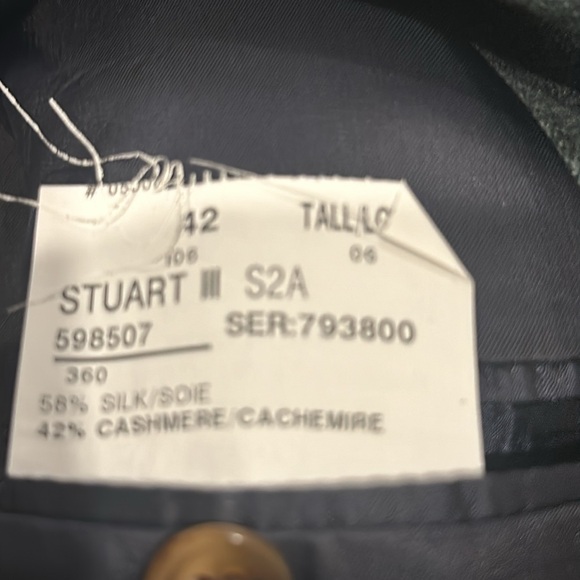 42 TALL/LO
106 06
STUART III S2A
598507 SER:793800
360
58% SILK/SOIE
42% CASHMERE/CACHEMIRE